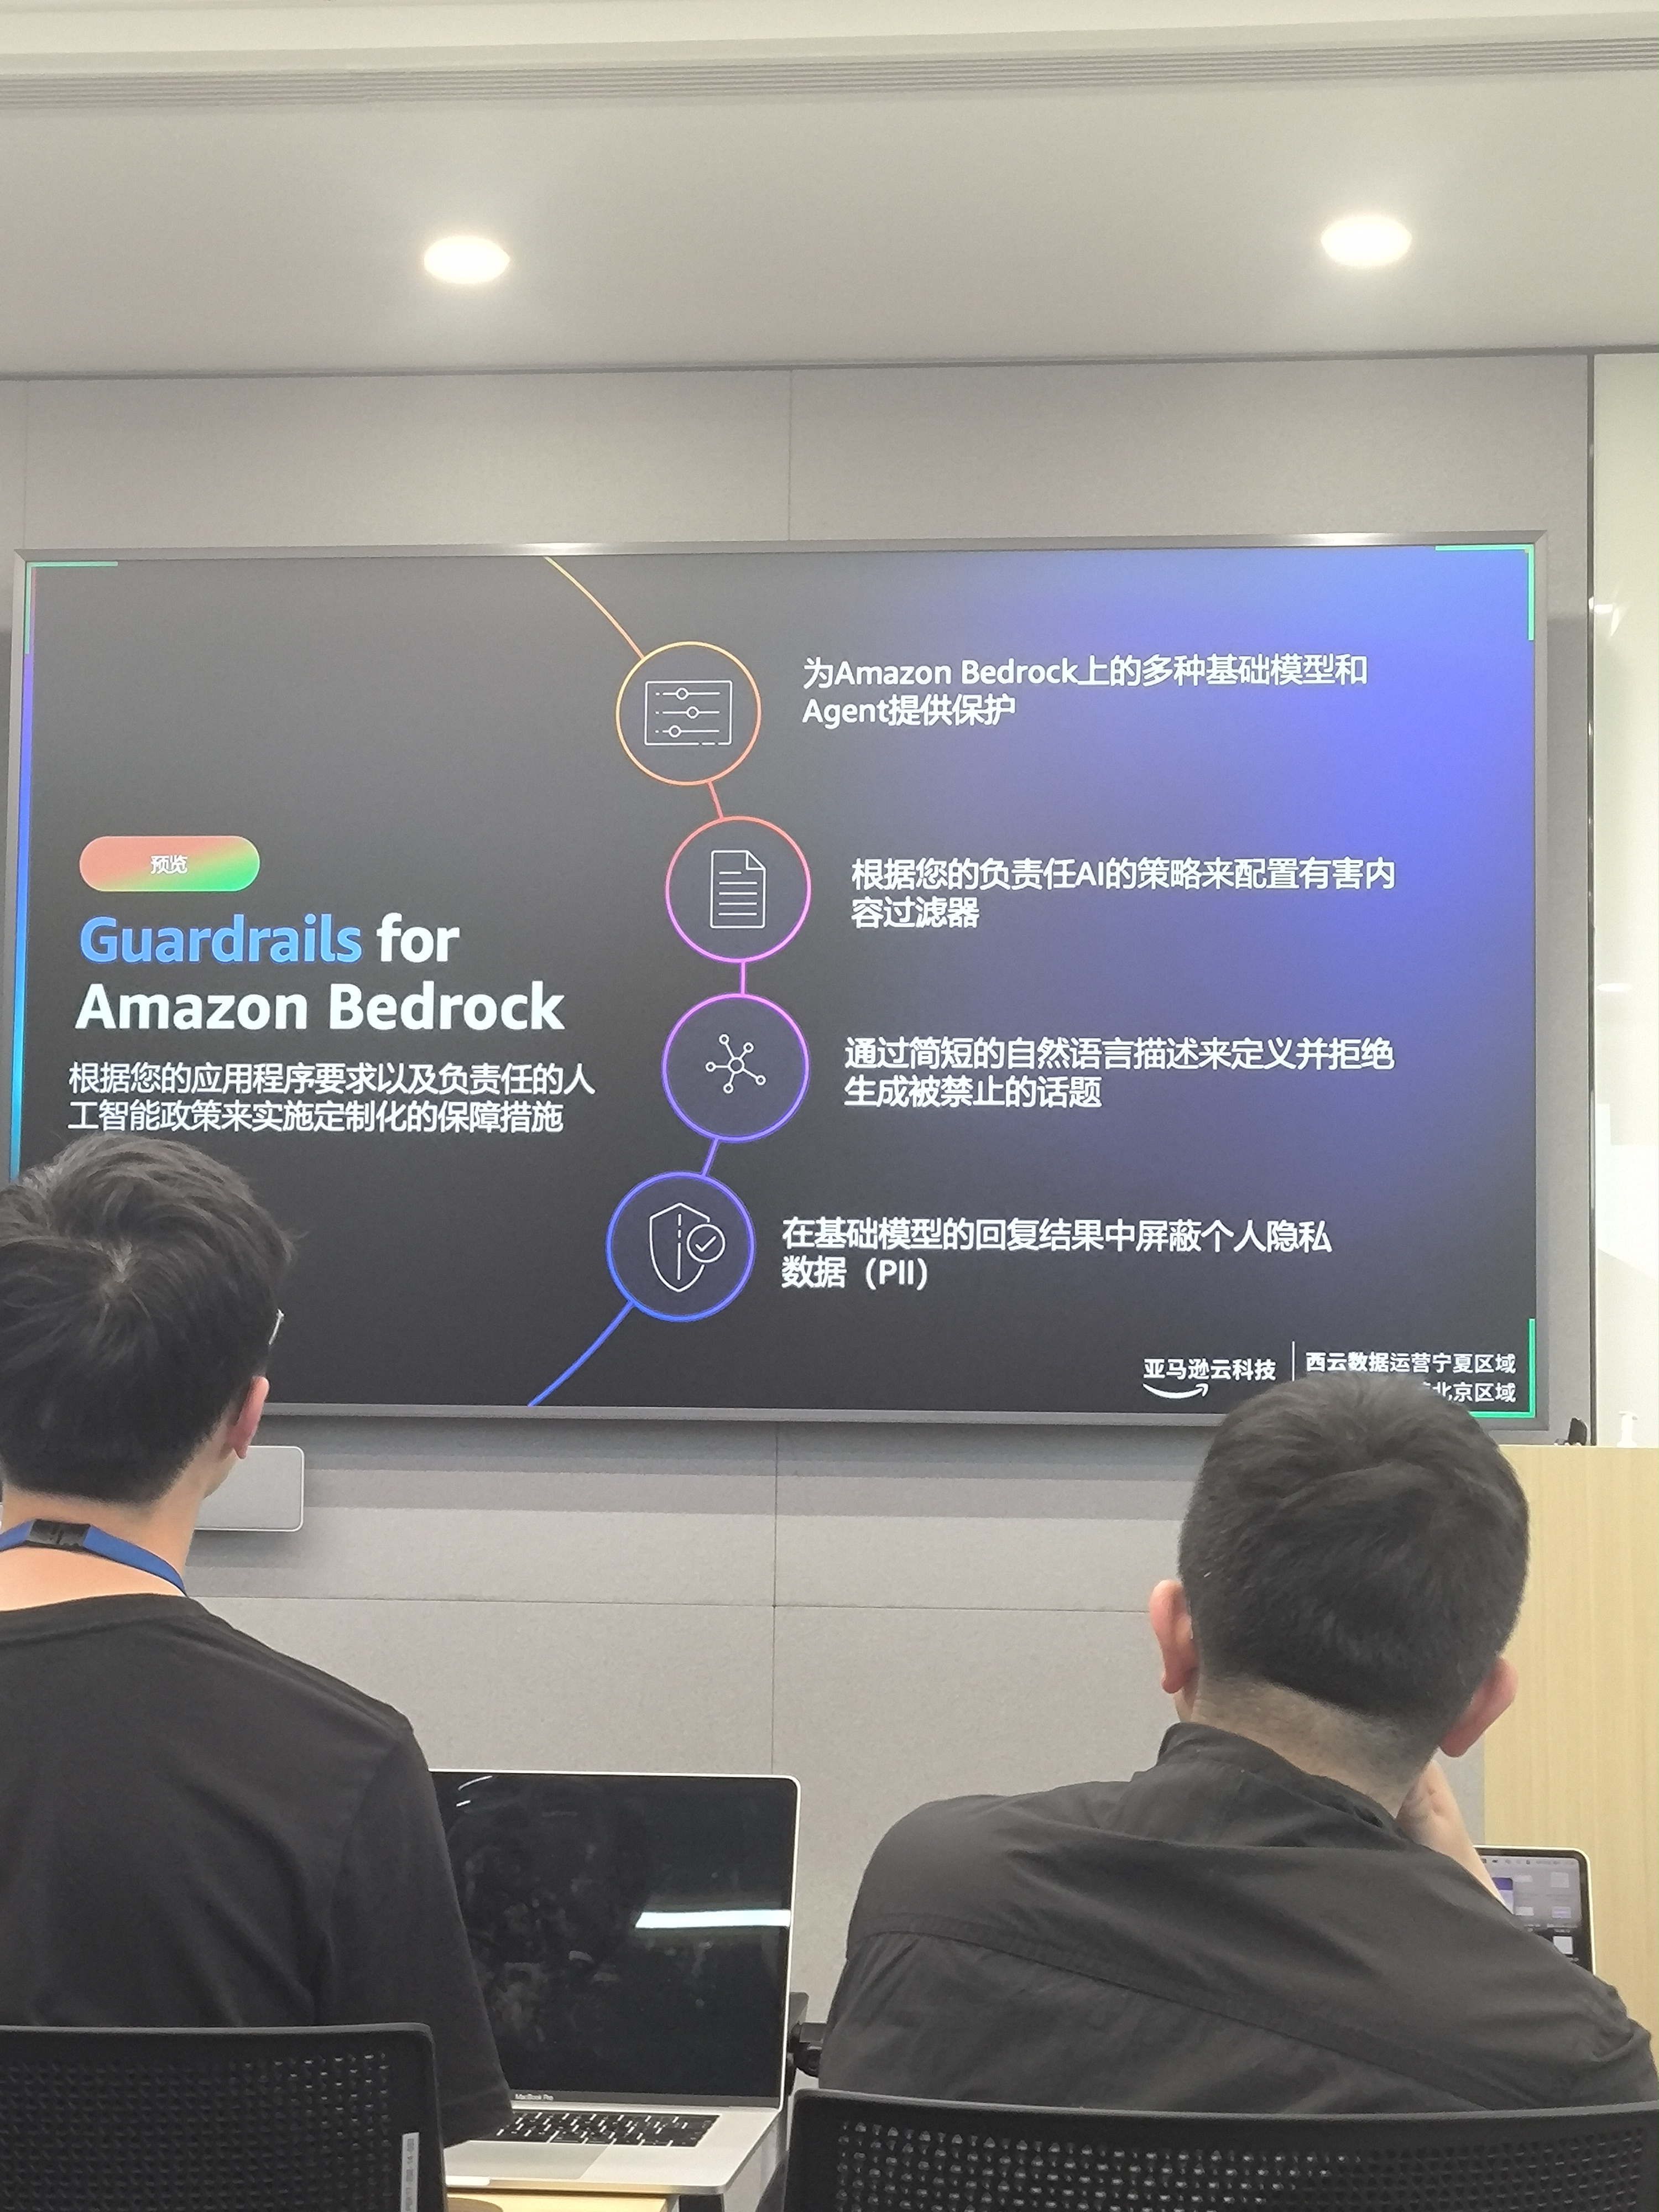 预览
Guardrails for
Amazon Bedrock
根据您的应用程序要求以及负责任的人
工智能政策来实施定制化的保障措施
为Amazon Bedrock上的多种基础模型和
Agent提供保护
根据您的负责任AI的策略来配置有害内
容过滤器
通过简短的自然语言描述来定义并拒绝
生成被禁止的话题
在基础模型的回复结果中屏蔽个人隐私
数据（PII）
亚马逊云科技
西云数据运营宁夏区域
北京区域
MacBook Pro